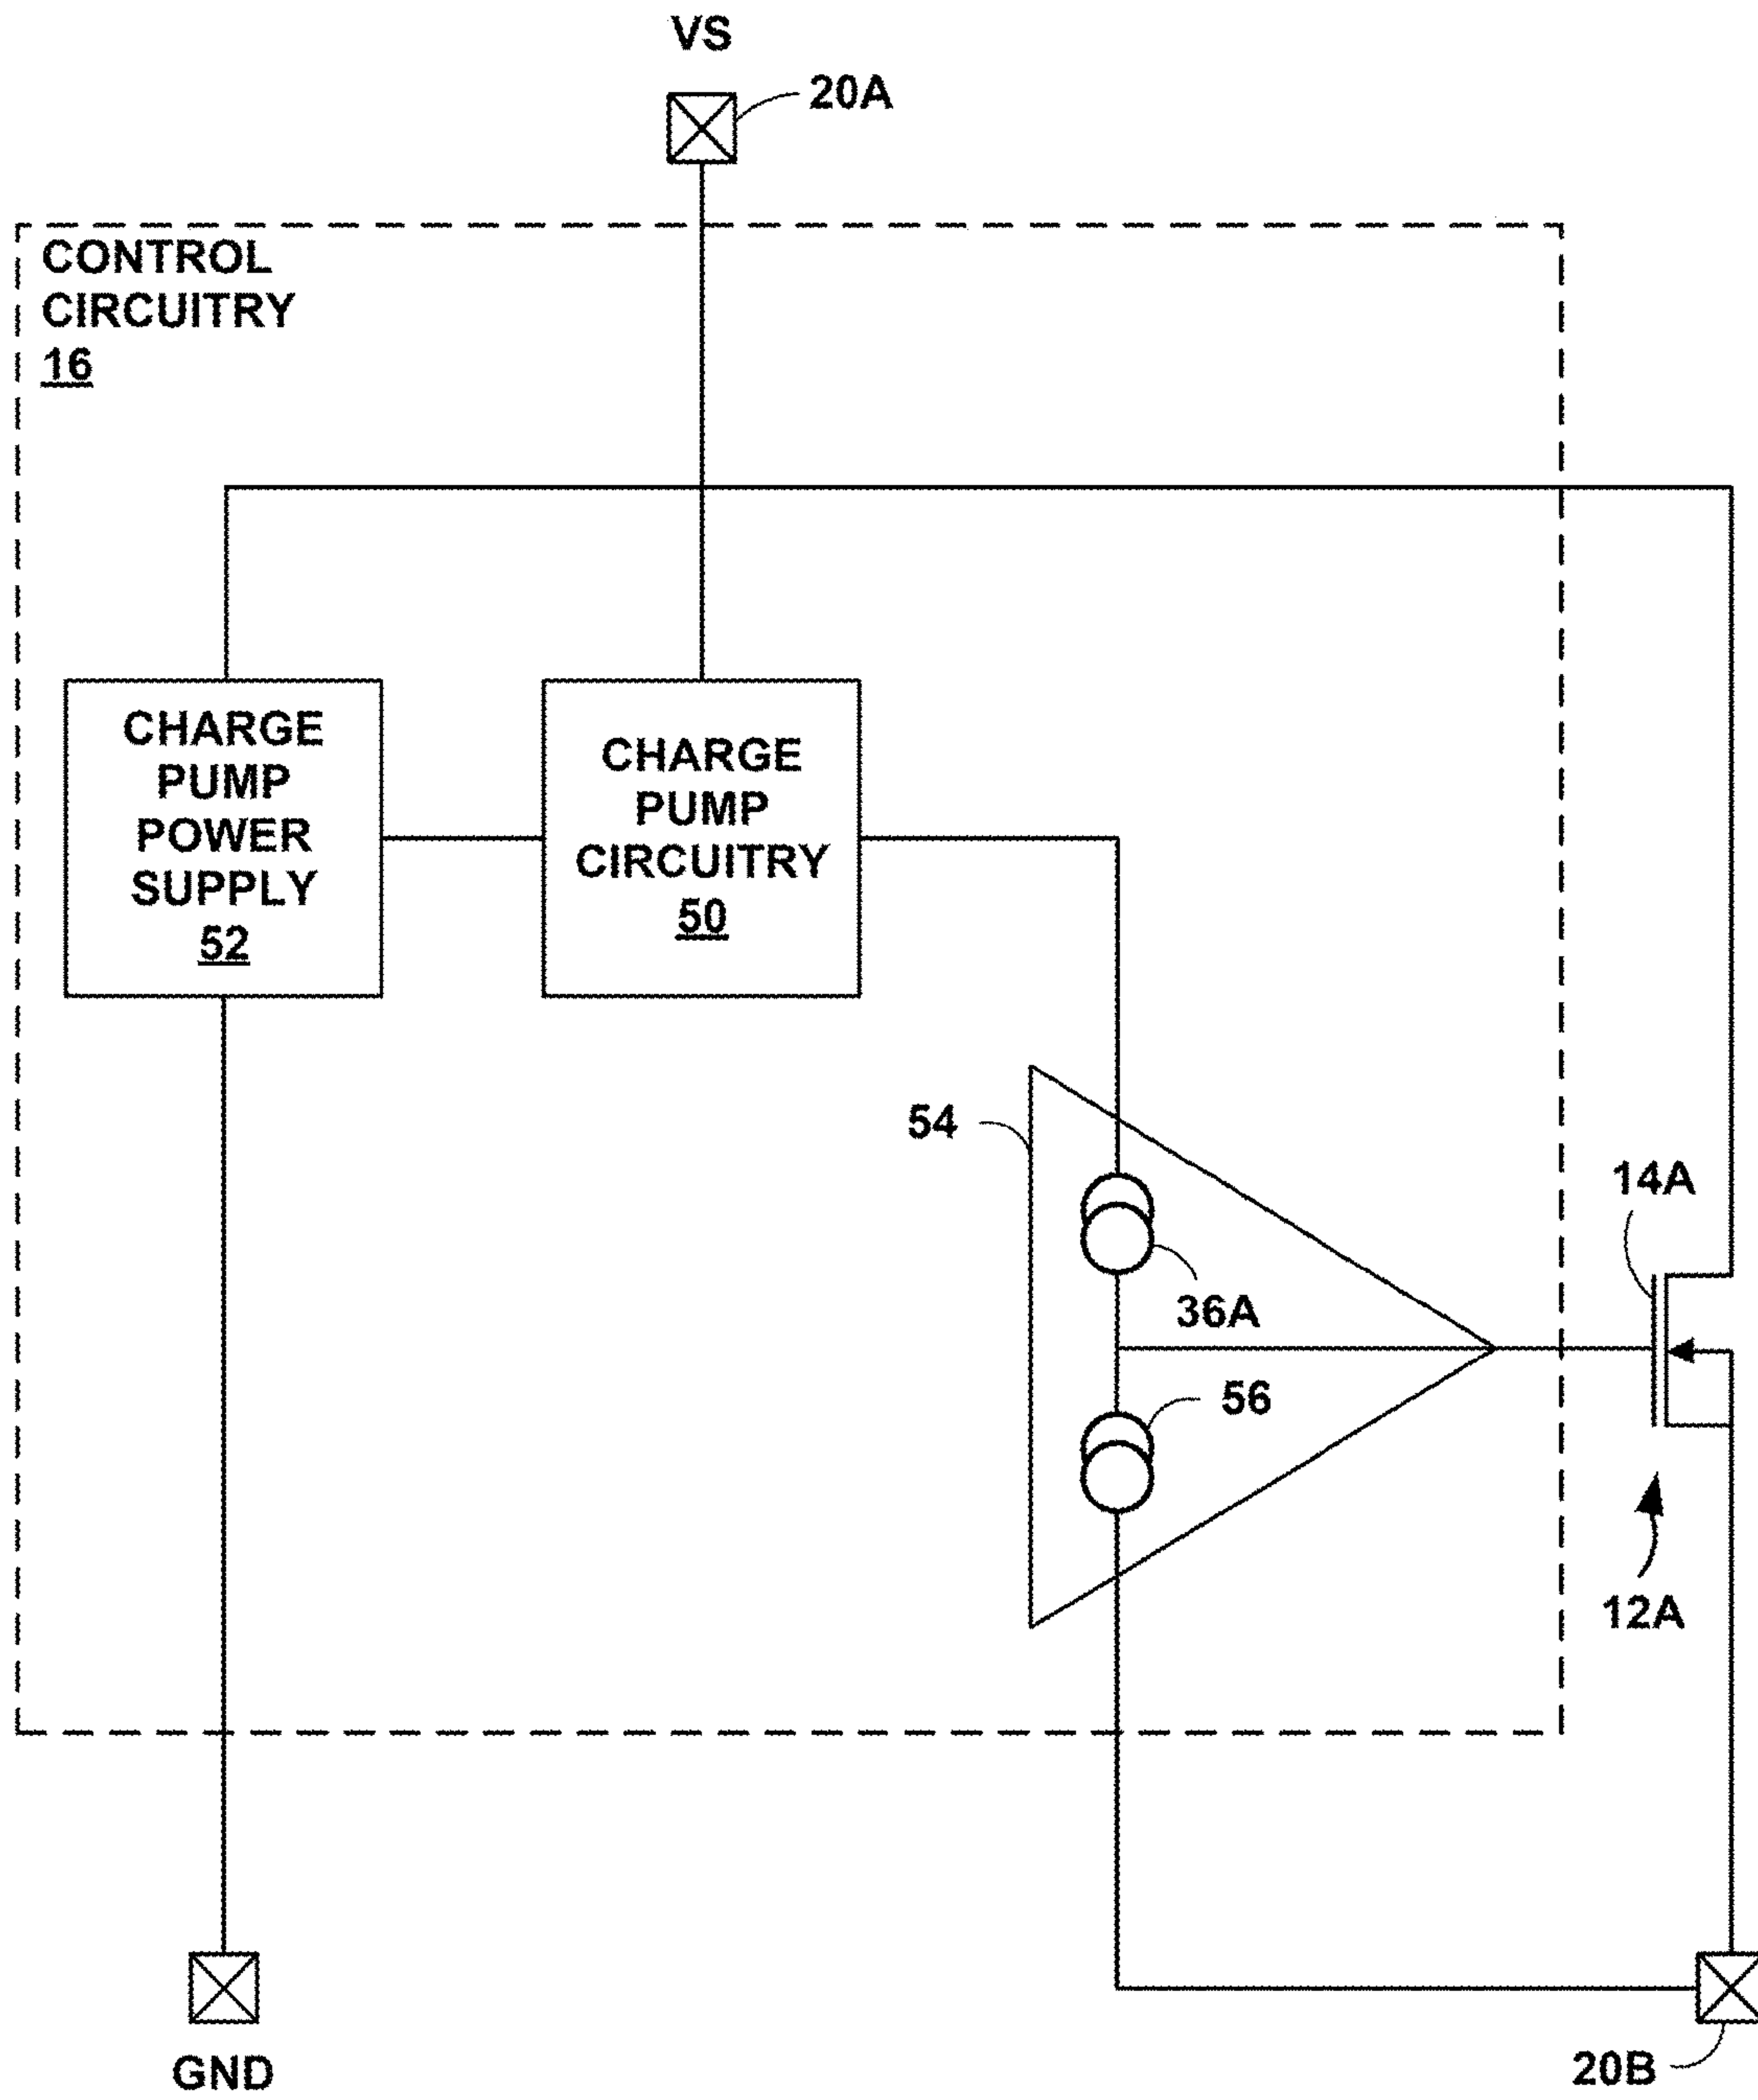 VS
20A
CONTROL
CIRCUITRY
16
CHARGE
PUMP
POWER
SUPPLY
52
CHARGE
PUMP
CIRCUITRY
50
54
14A
36A
56
12A
GND
20B